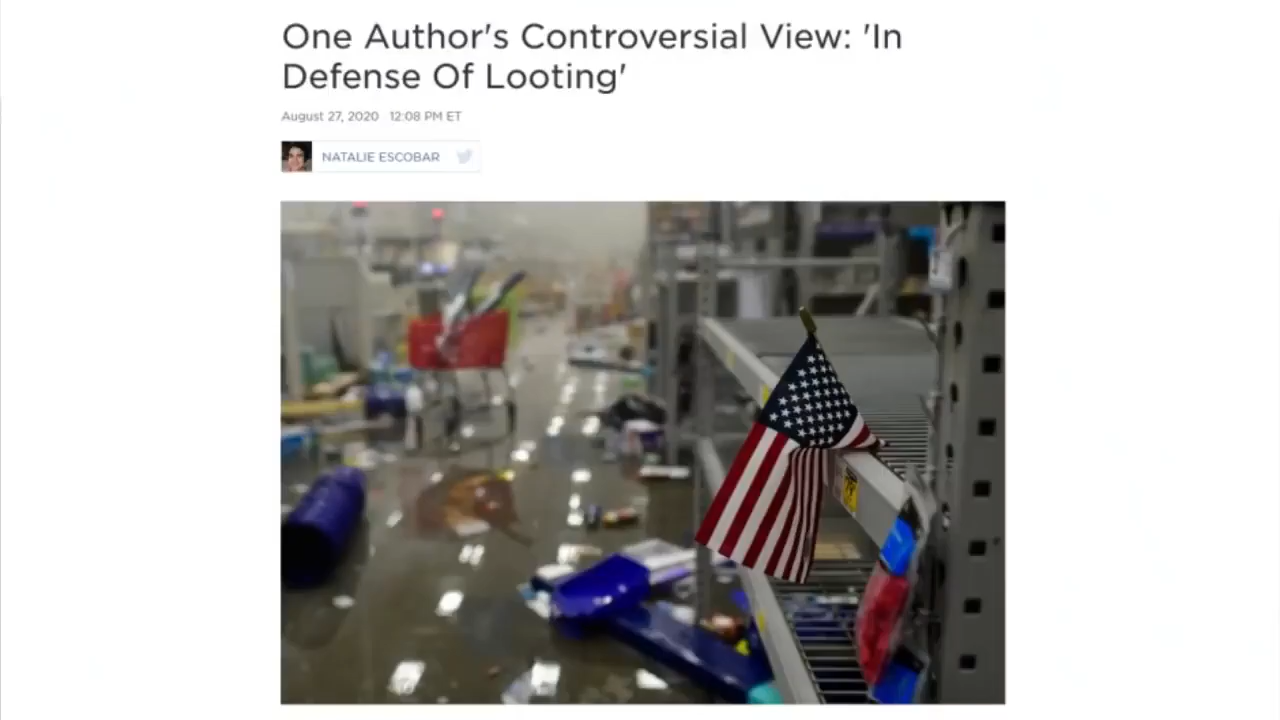 One Author's Controversial View: 'In
Defense Of Looting'
August 27, 2020 12:08 PM ET
NATALIE ESCOBAR